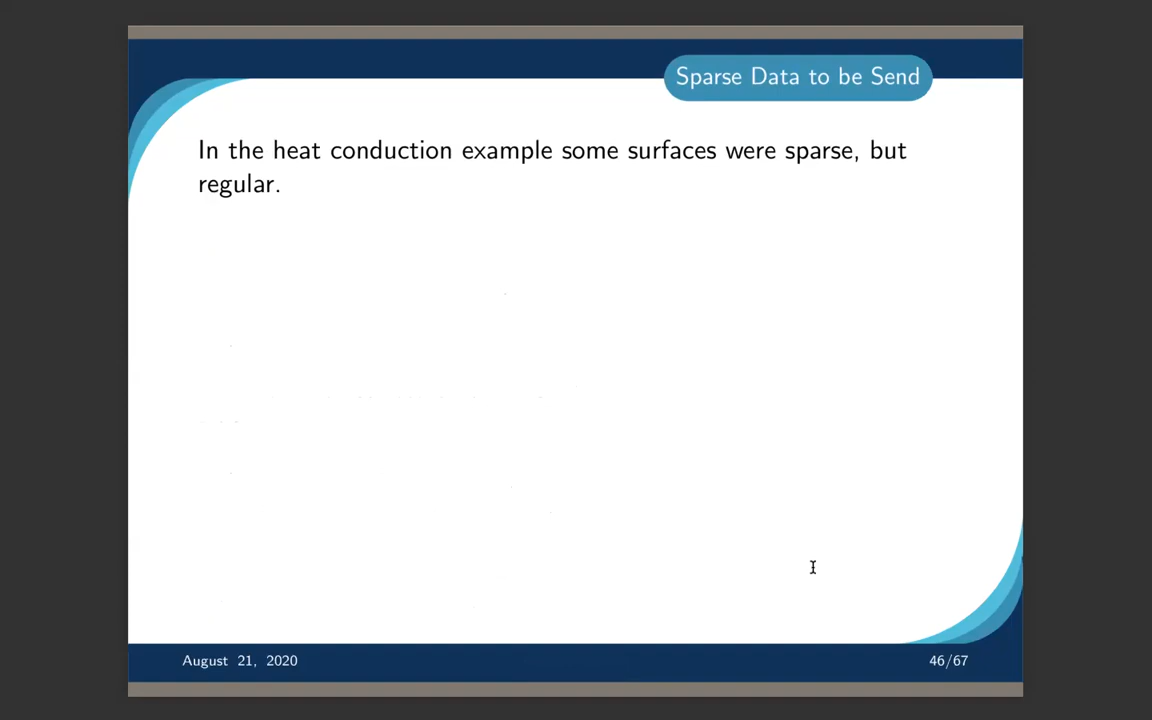 Sparse Data to be Send
In the heat conduction example some surfaces were sparse, but
regular.
August 21, 2020
46/67